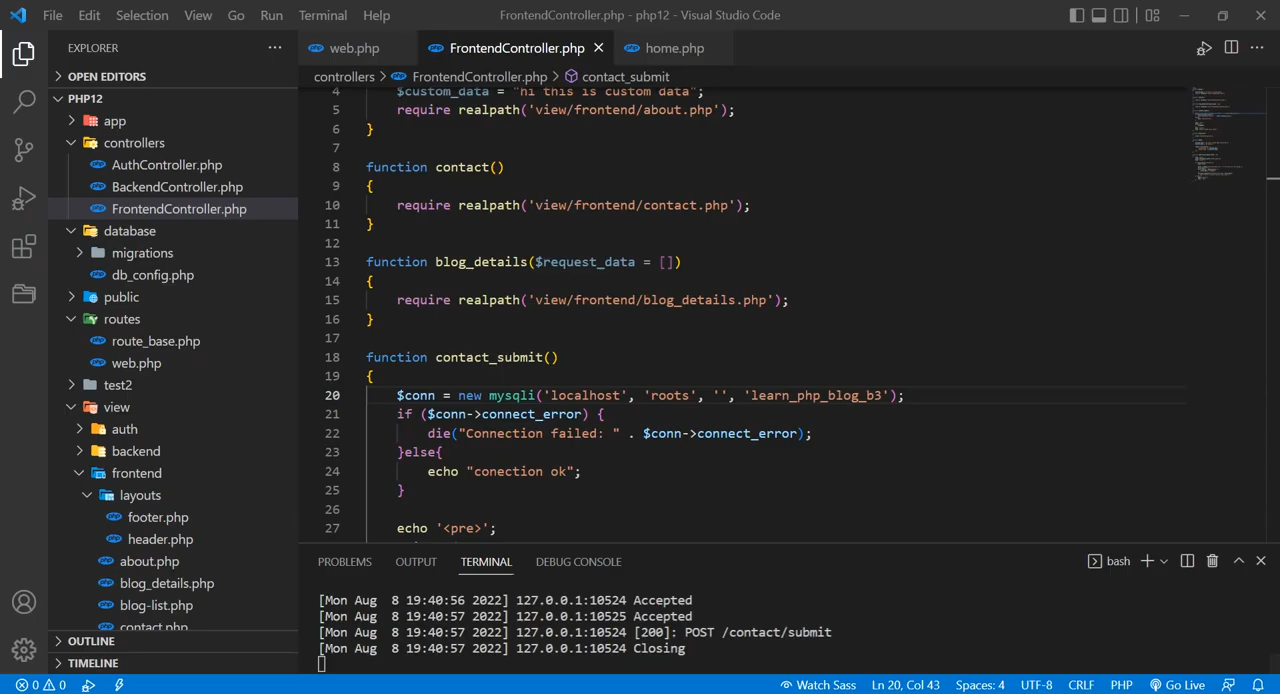 File Edit Selection View Go Run Terminal Help FrontendController.php - php12 - Visual Studio Code
EXPLORER
OPEN EDITORS
PHP12
app
controllers
AuthController.php
BackendController.php
FrontendController.php
database
migrations
db_config.php
public
routes
route_base.php
web.php
test2
view
auth
backend
frontend
layouts
footer.php
header.php
about.php
blog_details.php
blog-list.php
contact.php
OUTLINE
TIMELINE
web.php FrontendController.php home.php
controllers > FrontendController.php > contact_submit
4 $custom_data = "hi this is custom data";
5 require realpath('view/frontend/about.php');
6 }
7
8 function contact()
9 {
10 require realpath('view/frontend/contact.php');
11 }
12
13 function blog_details($request_data = [])
14 {
15 require realpath('view/frontend/blog_details.php');
16 }
17
18 function contact_submit()
19 {
20 $conn = new mysqli('localhost', 'roots', '', 'learn_php_blog_b3');
21 if ($conn->connect_error) {
22 die("Connection failed: " . $conn->connect_error);
23 }else{
24 echo "conection ok";
25 }
26
27 echo '<pre>';
PROBLEMS OUTPUT TERMINAL DEBUG CONSOLE bash
[Mon Aug  8 19:40:56 2022] 127.0.0.1:10524 Accepted
[Mon Aug  8 19:40:57 2022] 127.0.0.1:10525 Accepted
[Mon Aug  8 19:40:57 2022] 127.0.0.1:10524 [200]: POST /contact/submit
[Mon Aug  8 19:40:57 2022] 127.0.0.1:10524 Closing
0 0 Watch Sass Ln 20, Col 43 Spaces: 4 UTF-8 CRLF PHP Go Live